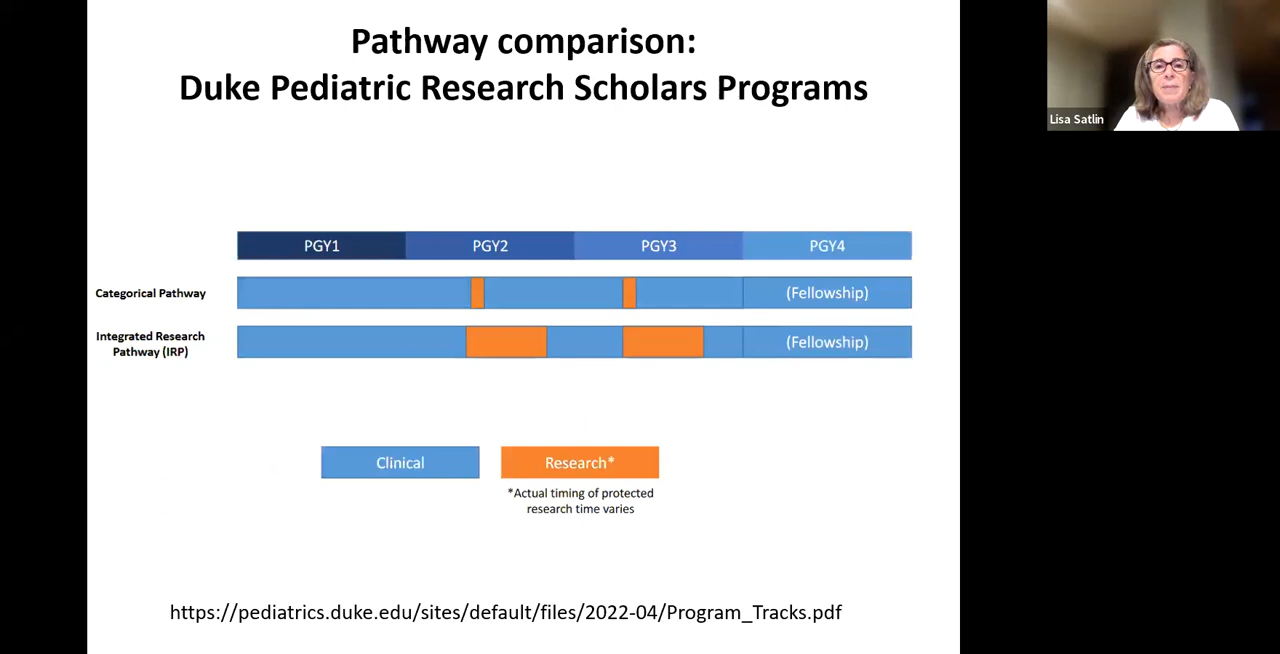 Pathway comparison:
Duke Pediatric Research Scholars Programs
Lisa Satlin
PGY1 PGY2 PGY3 PGY4
Categorical Pathway
(Fellowship)
Integrated Research
Pathway (IRP)
(Fellowship)
Clinical
Research*
*Actual timing of protected
research time varies
https://pediatrics.duke.edu/sites/default/files/2022-04/Program_Tracks.pdf